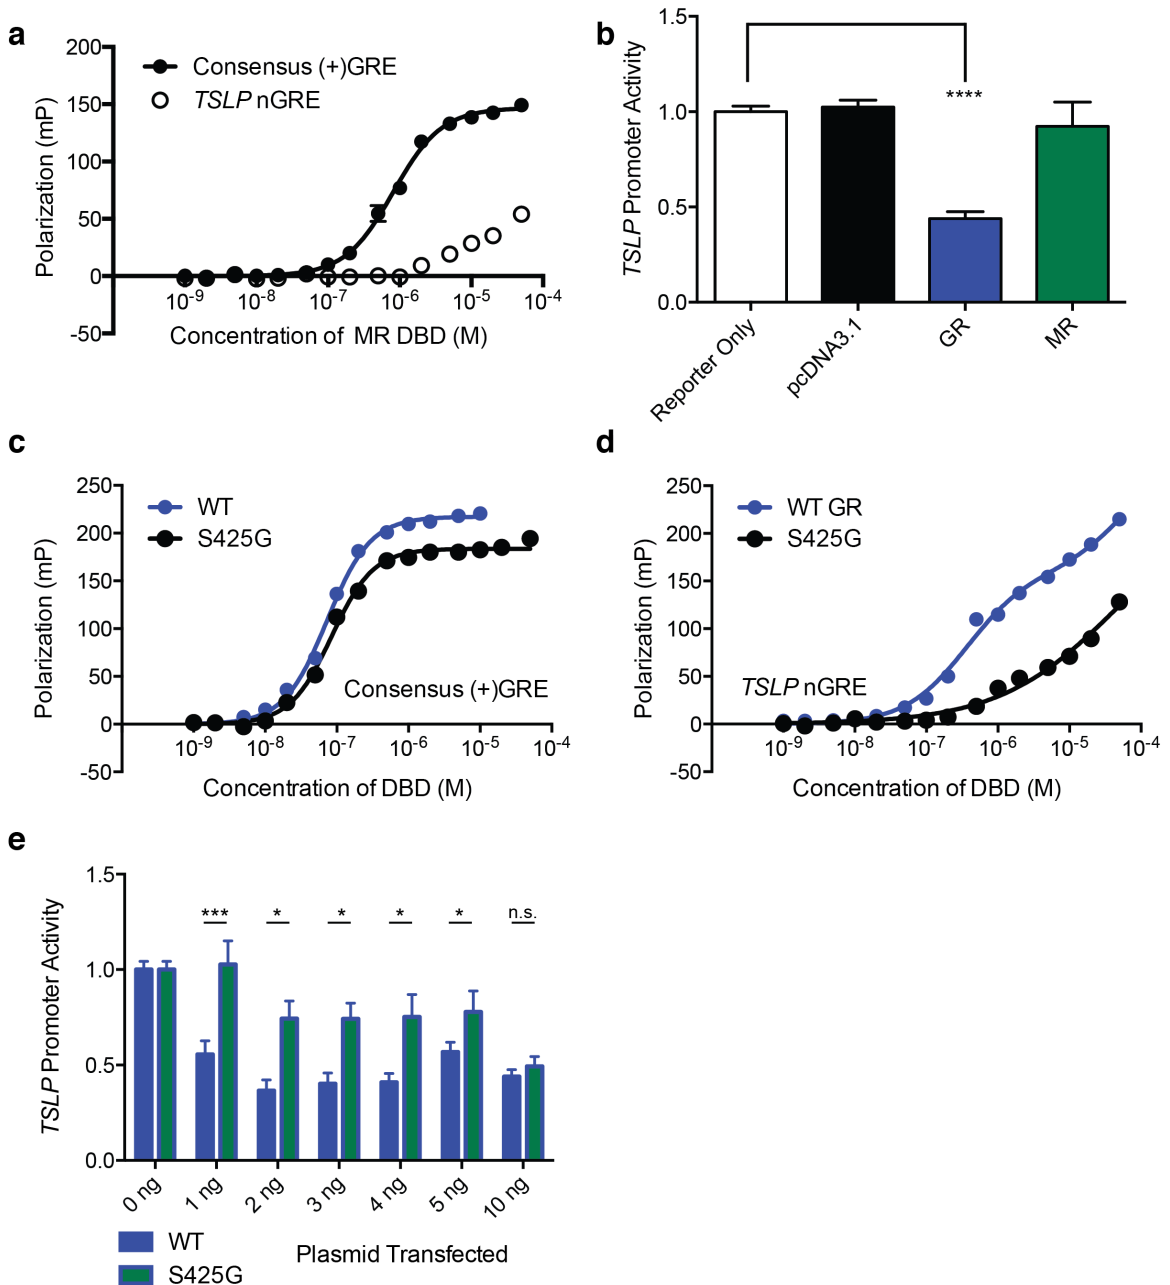 a
200
150
100
50
0
-50
Polarization (mP)
Consensus (+)GRE
TSLP nGRE
10-9
10-8
10-7
10-6
10-5
10-4
Concentration of MR DBD (M)
b
1.5
1.0
0.5
0.0
TSLP Promoter Activity
****
Reporter Only
pcDNA3.1
GR
MR
c
250
200
150
100
50
0
-50
Polarization (mP)
WT
S425G
Consensus (+)GRE
10-9
10-8
10-7
10-6
10-5
10-4
Concentration of DBD (M)
d
250
200
150
100
50
0
-50
Polarization (mP)
WT GR
S425G
TSLP nGRE
10-9
10-8
10-7
10-6
10-5
10-4
Concentration of DBD (M)
e
1.5
1.0
0.5
0.0
TSLP Promoter Activity
***
*
*
*
*
n.s.
0 ng
1 ng
2 ng
3 ng
4 ng
5 ng
10 ng
WT
S425G
Plasmid Transfected